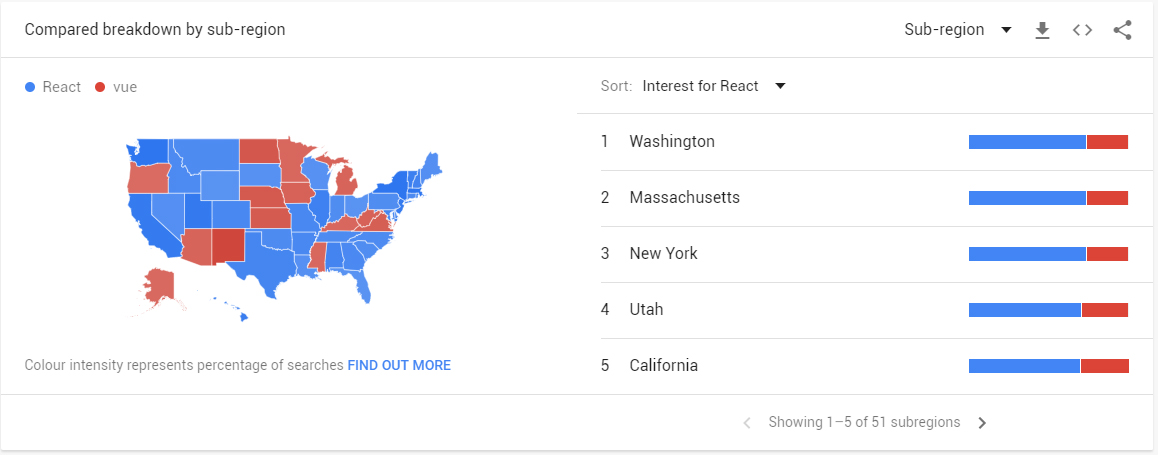 Compared breakdown by sub-region
Sub-region
React
vue
Sort: Interest for React
1 Washington
2 Massachusetts
3 New York
4 Utah
5 California
Colour intensity represents percentage of searches FIND OUT MORE
Showing 1–5 of 51 subregions